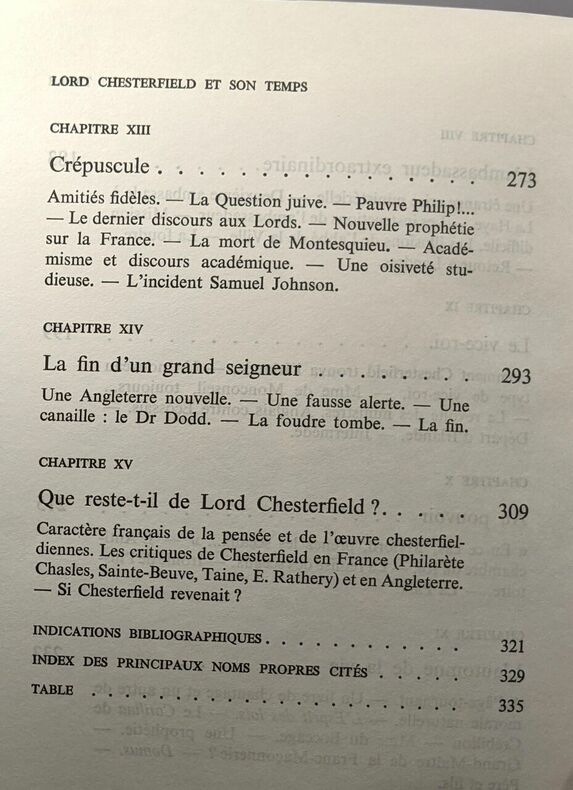 LORD CHESTERFIELD ET SON TEMPS
CHAPITRE XIII
Crépuscule . . . . . . . . . . . . . . . . 273
Amitiés fidèles. — La Question juive. — Pauvre Philip!...
— Le dernier discours aux Lords. — Nouvelle prophétie
sur la France. — La mort de Montesquieu. — Acadé-
misme et discours académique. — Une oisiveté stu-
dieuse. — L'incident Samuel Johnson.
CHAPITRE XIV
La fin d'un grand seigneur . . . . . . . . 293
Une Angleterre nouvelle. — Une fausse alerte. — Une
canaille : le Dr Dodd. — La foudre tombe. — La fin.
CHAPITRE XV
Que reste-t-il de Lord Chesterfield ?. . . . . 309
Caractère français de la pensée et de l'œuvre chesterfiel-
diennes. Les critiques de Chesterfield en France (Philarète
Chasles, Sainte-Beuve, Taine, E. Rathery) et en Angleterre.
— Si Chesterfield revenait ?
INDICATIONS BIBLIOGRAPHIQUES. . . . . . . . . . . . 321
INDEX DES PRINCIPAUX NOMS PROPRES CITÉS . . . . . 329
TABLE . . . . . . . . . . . . . . . . . . . . . . 335